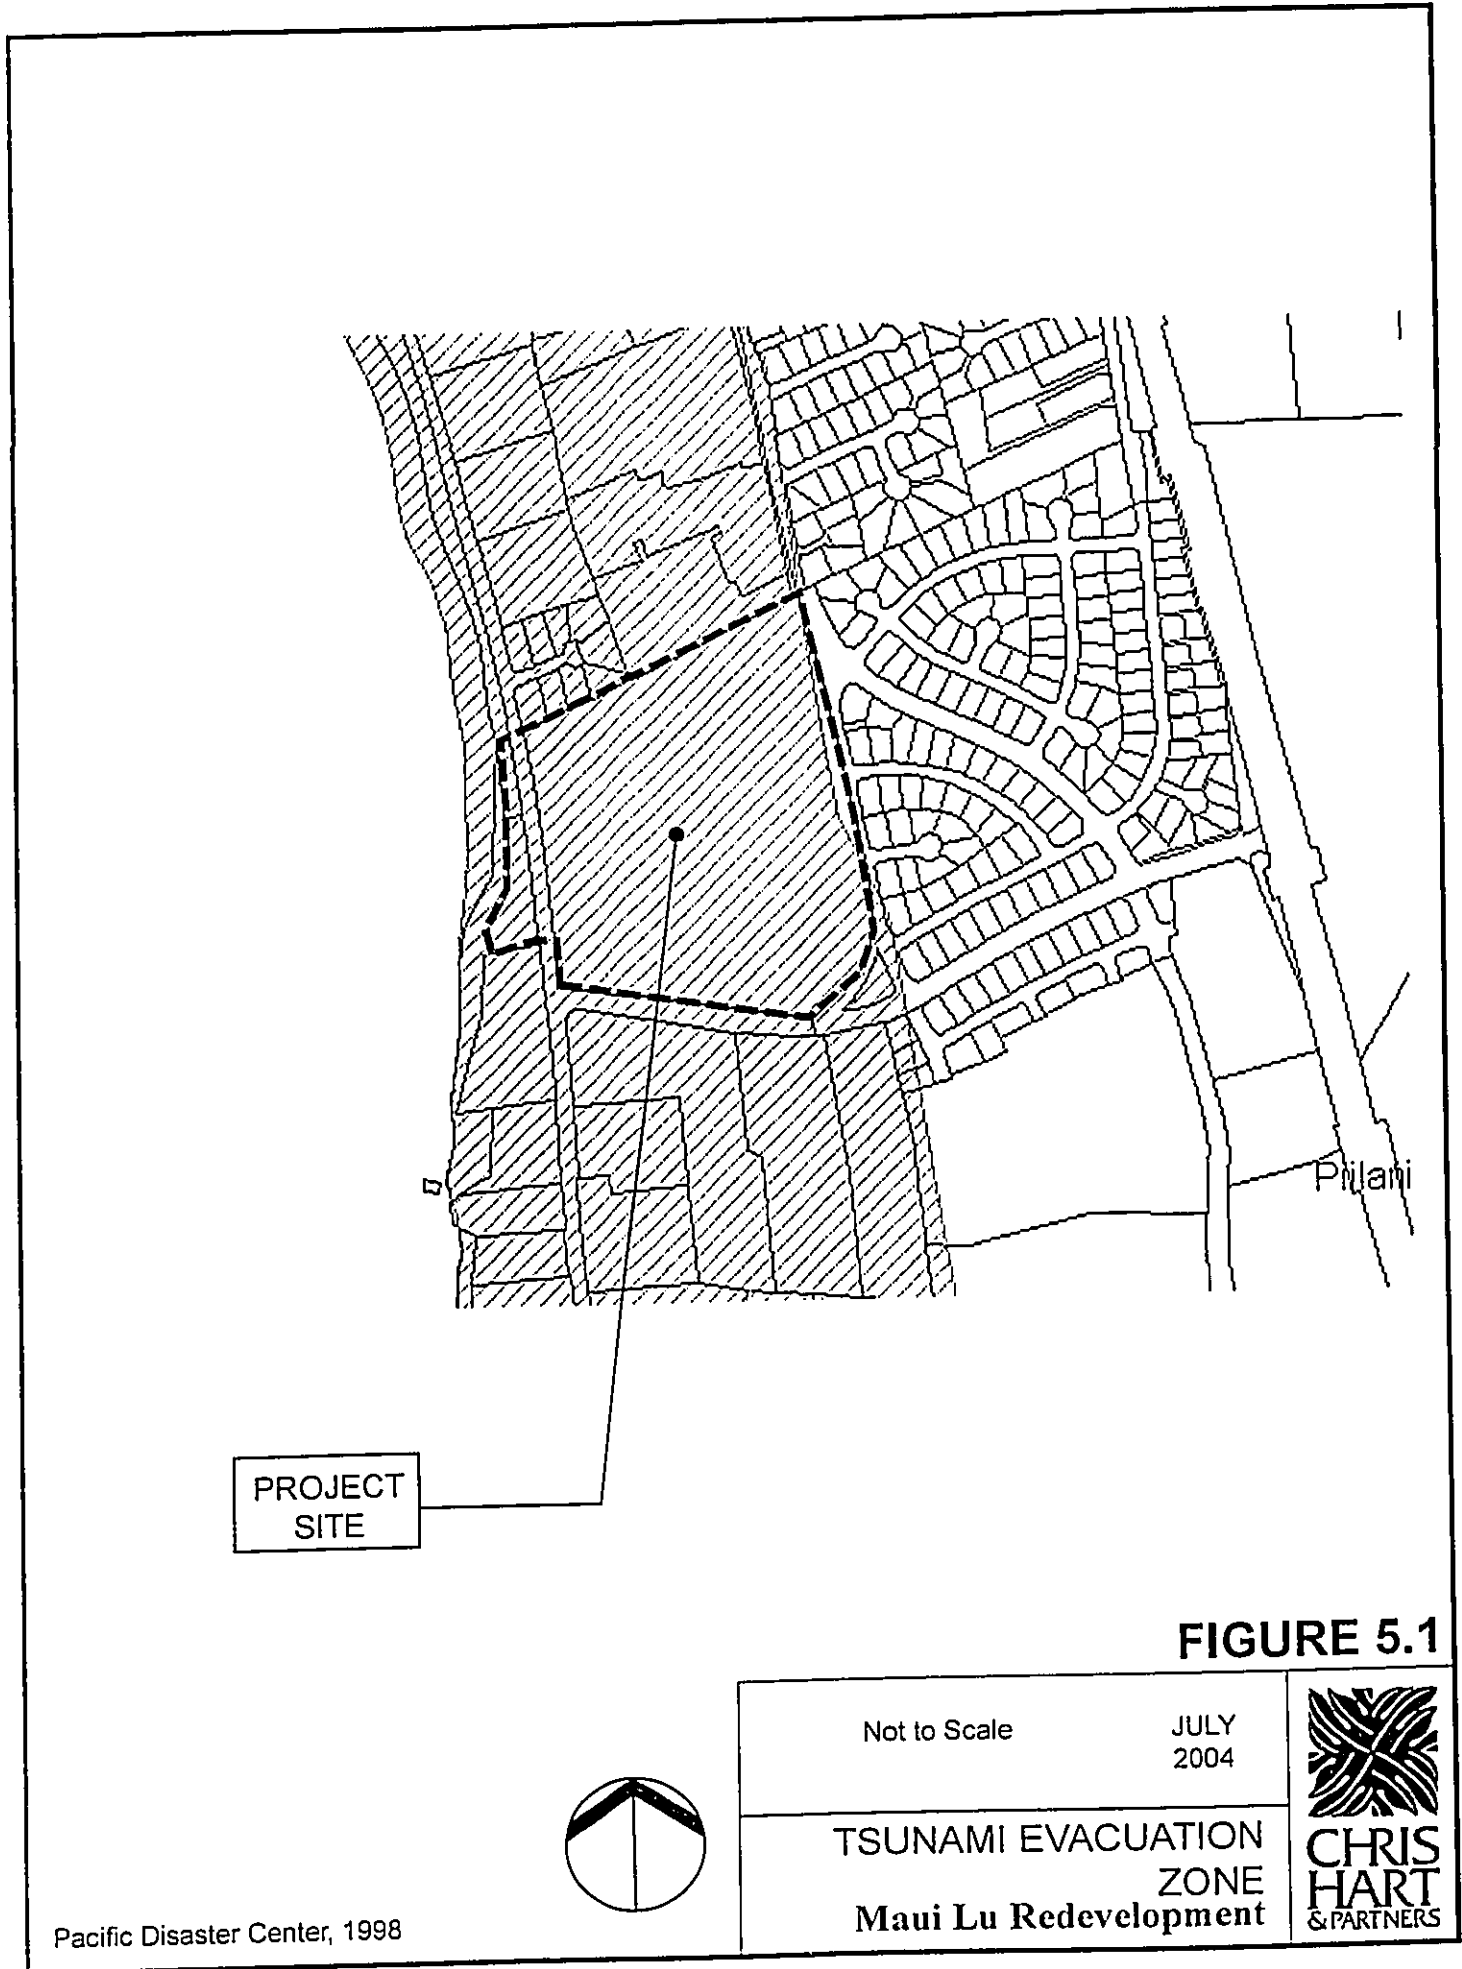 Piilani
PROJECT
SITE
FIGURE 5.1
Not to Scale
JULY
2004
TSUNAMI EVACUATION
ZONE
Maui Lu Redevelopment
CHRIS
HART
& PARTNERS
Pacific Disaster Center, 1998